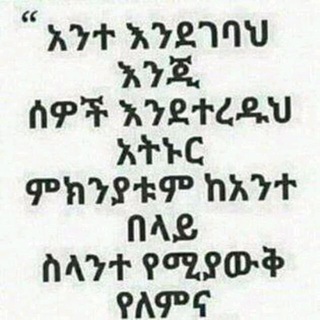 “ አንተ እንደገባህ
እንጂ
ሰዎች እንደተረዱህ
አትኑር
ምክንያቱም ከአንተ
በላይ
ስላንተ የሚያውቅ
የለምና